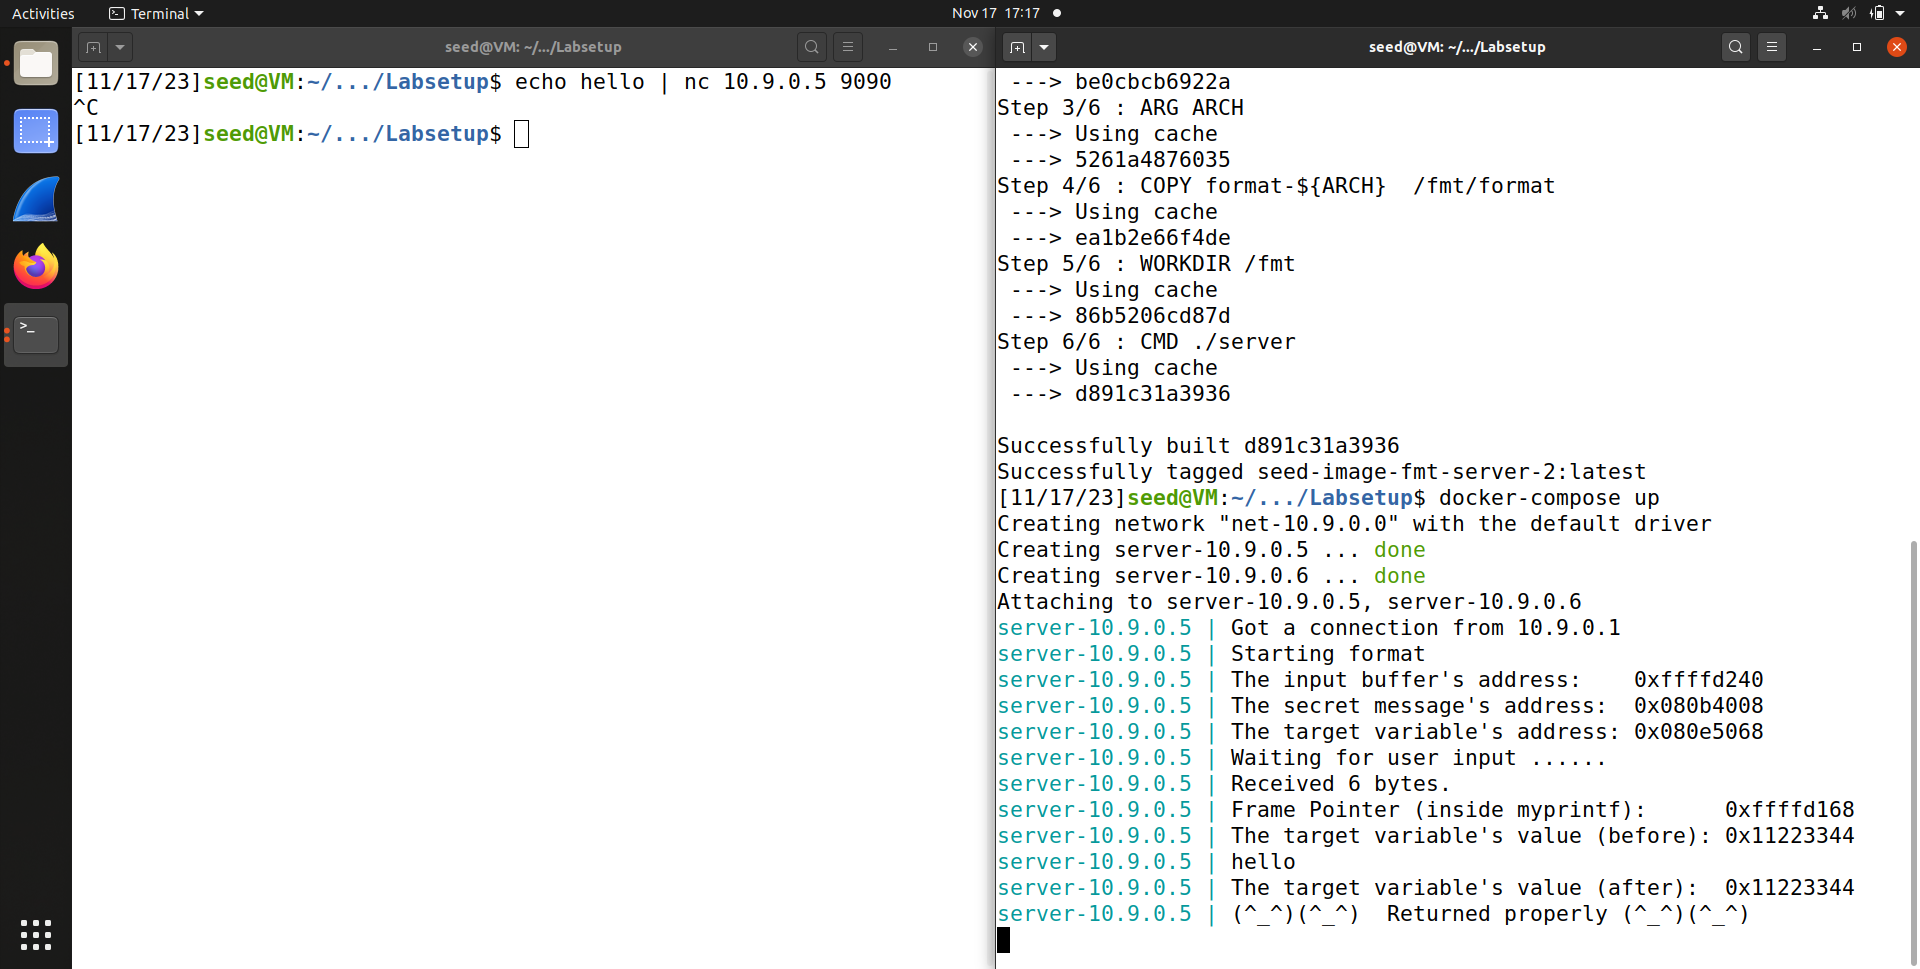 Activities
Terminal
Nov 17 17:17
seed@VM: ~/.../Labsetup
[11/17/23]seed@VM:~/.../Labsetup$ echo hello | nc 10.9.0.5 9090
^C
[11/17/23]seed@VM:~/.../Labsetup$
seed@VM: ~/.../Labsetup
---> be0cbcb6922a
Step 3/6 : ARG ARCH
---> Using cache
---> 5261a4876035
Step 4/6 : COPY format-${ARCH}  /fmt/format
---> Using cache
---> ea1b2e66f4de
Step 5/6 : WORKDIR /fmt
---> Using cache
---> 86b5206cd87d
Step 6/6 : CMD ./server
---> Using cache
---> d891c31a3936
Successfully built d891c31a3936
Successfully tagged seed-image-fmt-server-2:latest
[11/17/23]seed@VM:~/.../Labsetup$ docker-compose up
Creating network "net-10.9.0.0" with the default driver
Creating server-10.9.0.5 ... done
Creating server-10.9.0.6 ... done
Attaching to server-10.9.0.5, server-10.9.0.6
server-10.9.0.5 | Got a connection from 10.9.0.1
server-10.9.0.5 | Starting format
server-10.9.0.5 | The input buffer's address:    0xffffd240
server-10.9.0.5 | The secret message's address:  0x080b4008
server-10.9.0.5 | The target variable's address: 0x080e5068
server-10.9.0.5 | Waiting for user input ......
server-10.9.0.5 | Received 6 bytes.
server-10.9.0.5 | Frame Pointer (inside myprintf):      0xffffd168
server-10.9.0.5 | The target variable's value (before): 0x11223344
server-10.9.0.5 | hello
server-10.9.0.5 | The target variable's value (after):  0x11223344
server-10.9.0.5 | (^_^)(^_^)  Returned properly (^_^)(^_^)